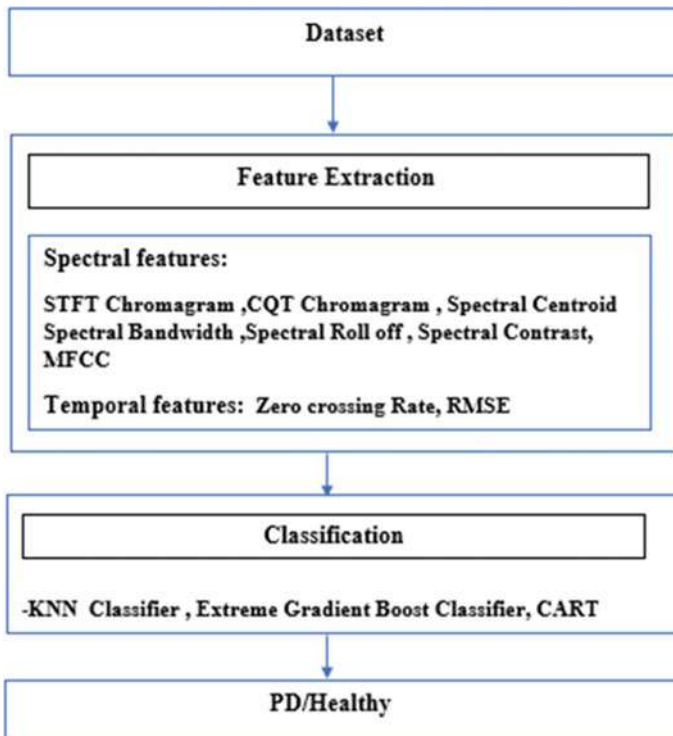 Dataset
Feature Extraction
Spectral features:
STFT Chromagram ,CQT Chromagram , Spectral Centroid
Spectral Bandwidth ,Spectral Roll off , Spectral Contrast,
MFCC
Temporal features: Zero crossing Rate, RMSE
Classification
-KNN Classifier , Extreme Gradient Boost Classifier, CART
PD/Healthy